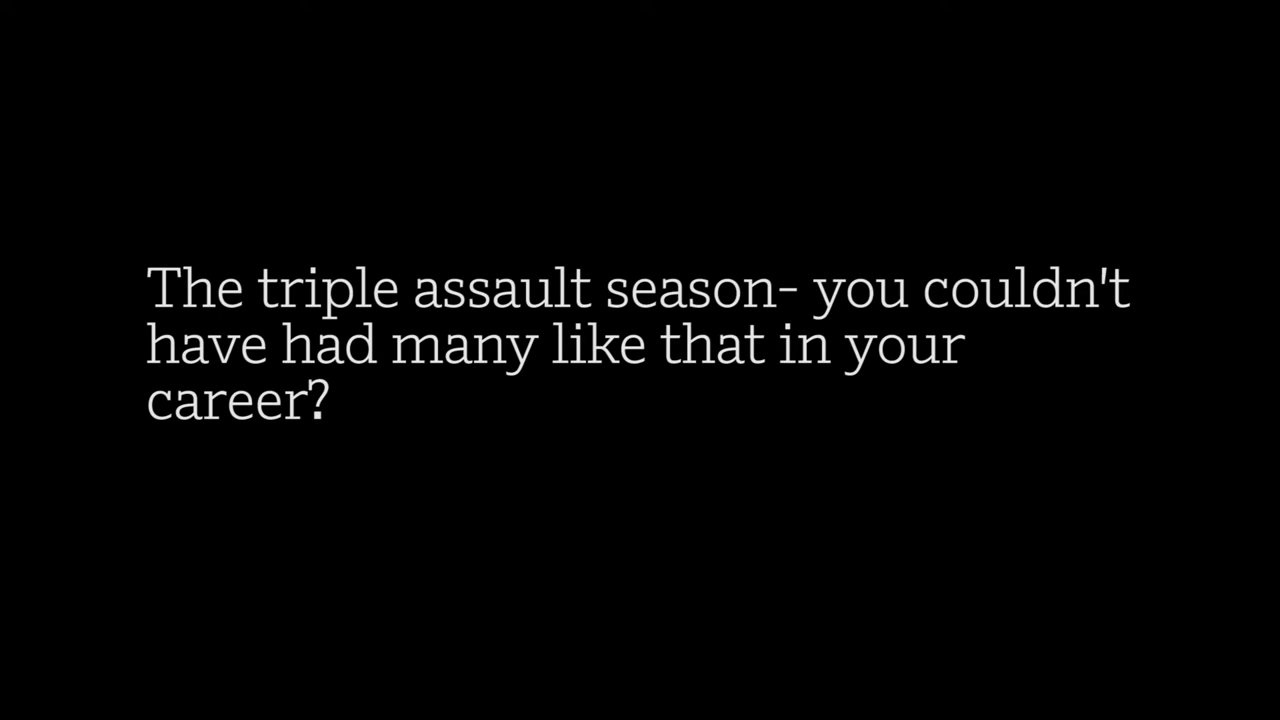 The triple assault season- you couldn't
have had many like that in your
career?